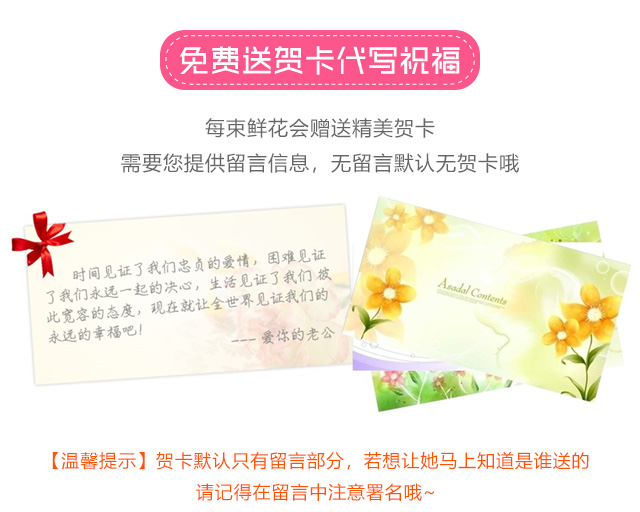 免费送贺卡代写祝福
每束鲜花会赠送精美贺卡
需要您提供留言信息，无留言默认无贺卡哦
时间见证了我们忠贞的爱情，困难见证
了我们永远一起的决心，生活见证了我们彼
此宽容的态度，现在就让全世界见证我们的
永远的幸福吧！
--- 爱你的老公
Asadal Contents
【温馨提示】贺卡默认只有留言部分，若想让她马上知道是谁送的
请记得在留言中注意署名哦~